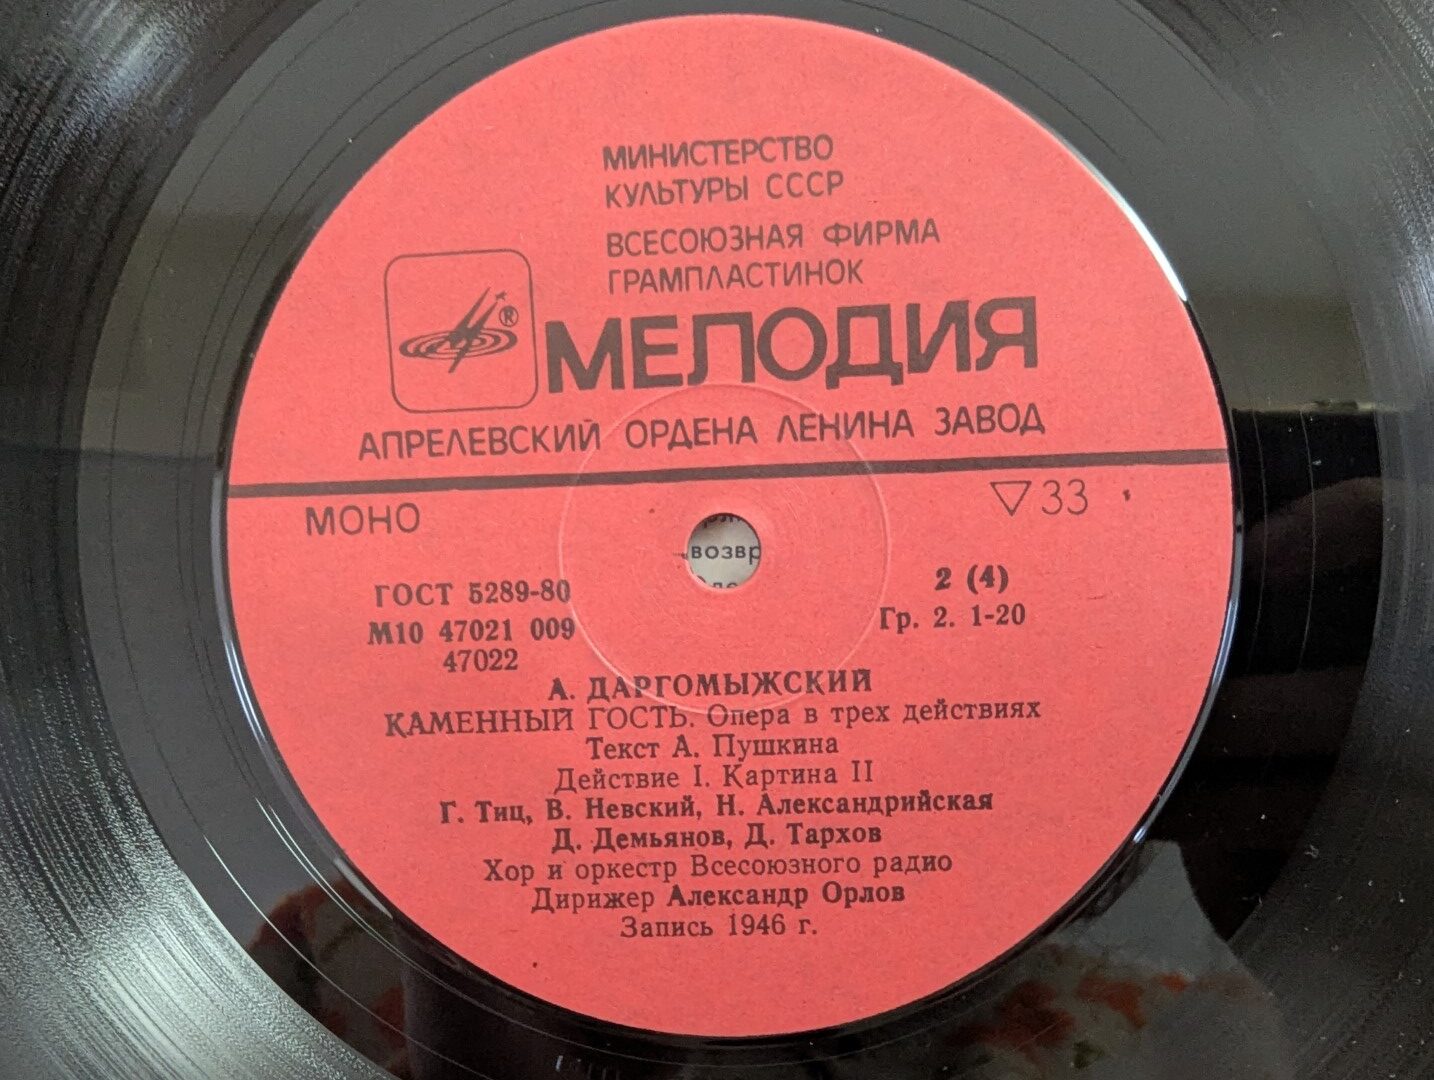 МИНИСТЕРСТВО
КУЛЬТУРЫ СССР
ВСЕСОЮЗНАЯ ФИРМА
ГРАМПЛАСТИНОК
®
МЕЛОДИЯ
АПРЕЛЕВСКИЙ ОРДЕНА ЛЕНИНА ЗАВОД
МОНО
▽33
возвр
ГОСТ 5289-80
2 (4)
М10 47021 009
Гр. 2. 1-20
47022
А. ДАРГОМЫЖСКИЙ
КАМЕННЫЙ ГОСТЬ. Опера в трех действиях
Текст А. Пушкина
Действие I. Картина II
Г. Тиц, В. Невский, Н. Александрийская
Д. Демьянов, Д. Тархов
Хор и оркестр Всесоюзного радио
Дирижер Александр Орлов
Запись 1946 г.